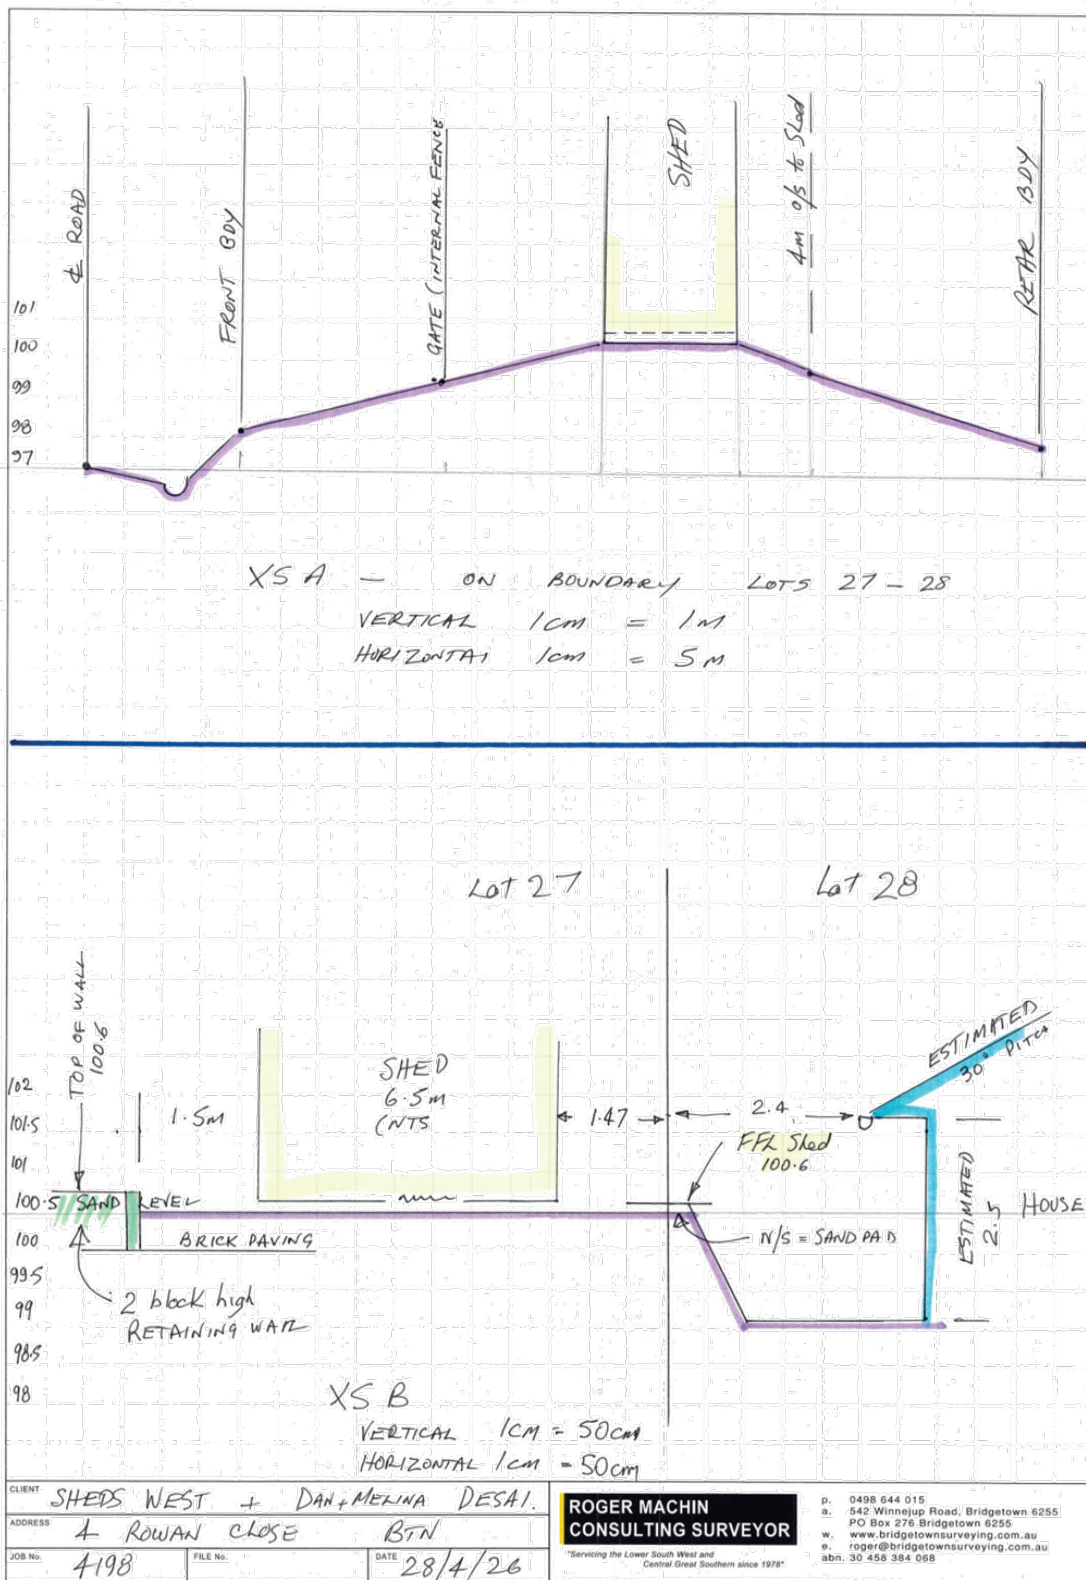 ℄ ROAD
FRONT BDY
GATE (INTERNAL FENCE
SHED
4m o/s to Shed
REAR BDY
101
100
99
98
97
XS A — ON BOUNDARY LOTS 27 – 28
VERTICAL 1cm = 1m
HORIZONTAL 1cm = 5m
Lot 27
Lot 28
TOP OF WALL
100.6
102
101.5
101
100.5
100
99.5
99
98.5
98
1.5m
SHED
6.5m
(NTS
1.47
2.4
FFL Shed
100.6
ESTIMATED
30° PITCH
ESTIMATED
2.5
HOUSE
SAND LEVEL
BRICK PAVING
N/S = SAND PAD
2 block high
RETAINING WALL
XS B
VERTICAL 1cm = 50cm
HORIZONTAL 1cm = 50cm
CLIENT SHEDS WEST + DAN + MELINA DESAI.
ADDRESS 4 ROWAN CLOSE BTN
JOB No. 4198 FILE No. DATE 28/4/26
ROGER MACHIN
CONSULTING SURVEYOR
"Servicing the Lower South West and
Central Great Southern since 1978"
p. 0498 644 015
a. 542 Winnejup Road, Bridgetown 6255
PO Box 276 Bridgetown 6255
w. www.bridgetownsurveying.com.au
e. roger@bridgetownsurveying.com.au
abn. 30 458 384 068